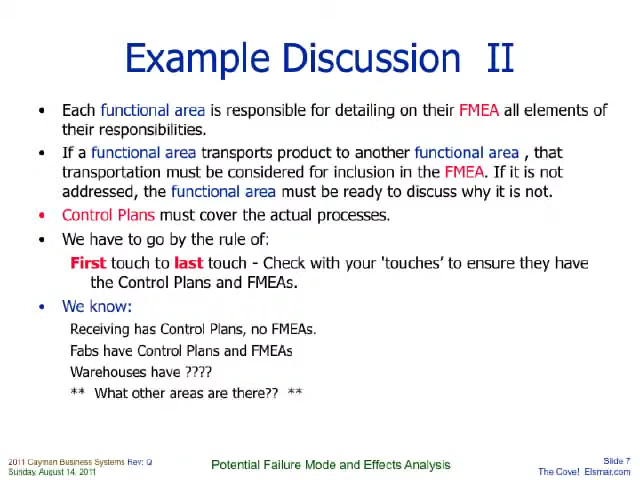 Example Discussion II
• Each functional area is responsible for detailing on their FMEA all elements of
their responsibilities.
• If a functional area transports product to another functional area , that
transportation must be considered for inclusion in the FMEA. If it is not
addressed, the functional area must be ready to discuss why it is not.
• Control Plans must cover the actual processes.
• We have to go by the rule of:
First touch to last touch - Check with your 'touches’ to ensure they have
the Control Plans and FMEAs.
• We know:
Receiving has Control Plans, no FMEAs.
Fabs have Control Plans and FMEAs
Warehouses have ????
** What other areas are there?? **
2011 Cayman Business Systems Rev: Q
Sunday, August 14, 2011
Potential Failure Mode and Effects Analysis
Slide 7
The Cove! Elsmar.com